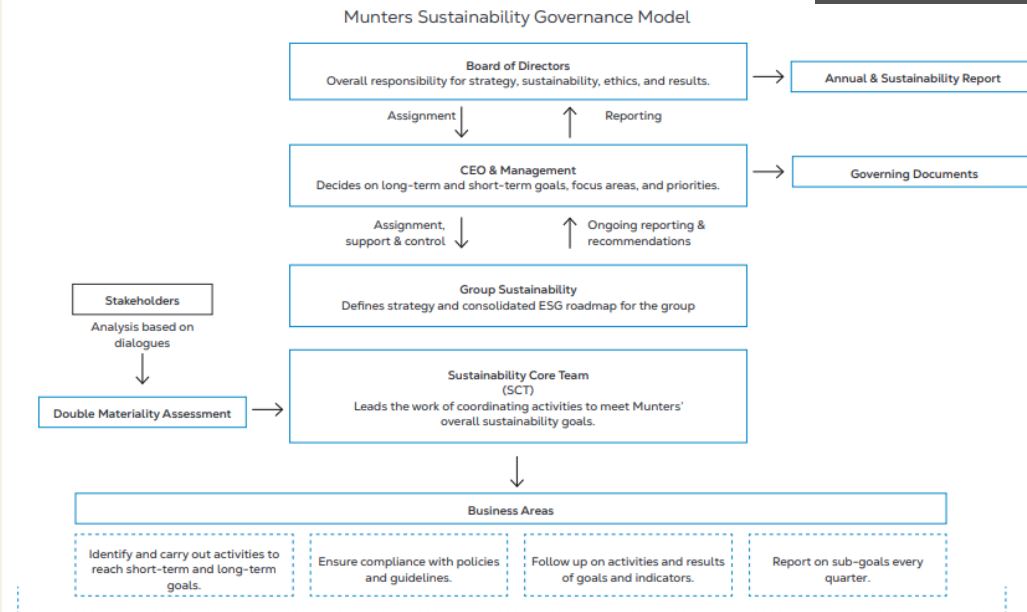 Munters Sustainability Governance Model
Board of Directors
Overall responsibility for strategy, sustainability, ethics, and results.
Annual & Sustainability Report
Assignment
Reporting
CEO & Management
Decides on long-term and short-term goals, focus areas, and priorities.
Governing Documents
Assignment,
support & control
Ongoing reporting &
recommendations
Group Sustainability
Defines strategy and consolidated ESG roadmap for the group
Stakeholders
Analysis based on
dialogues
Double Materiality Assessment
Sustainability Core Team
(SCT)
Leads the work of coordinating activities to meet Munters'
overall sustainability goals.
Business Areas
Identify and carry out activities to
reach short-term and long-term
goals.
Ensure compliance with policies
and guidelines.
Follow up on activities and results
of goals and indicators.
Report on sub-goals every
quarter.